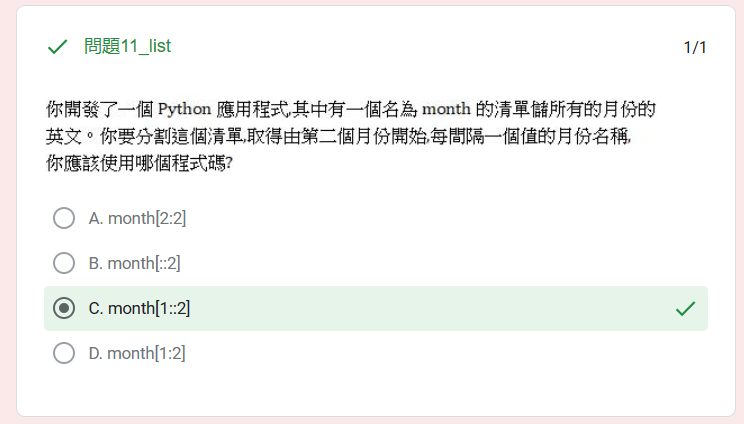 問題11_list
1/1
你開發了一個 Python 應用程式,其中有一個名為 month 的清單儲所有的月份的
英文。你要分割這個清單,取得由第二個月份開始,每間隔一個值的月份名稱,
你應該使用哪個程式碼?
A. month[2:2]
B. month[::2]
C. month[1::2]
D. month[1:2]